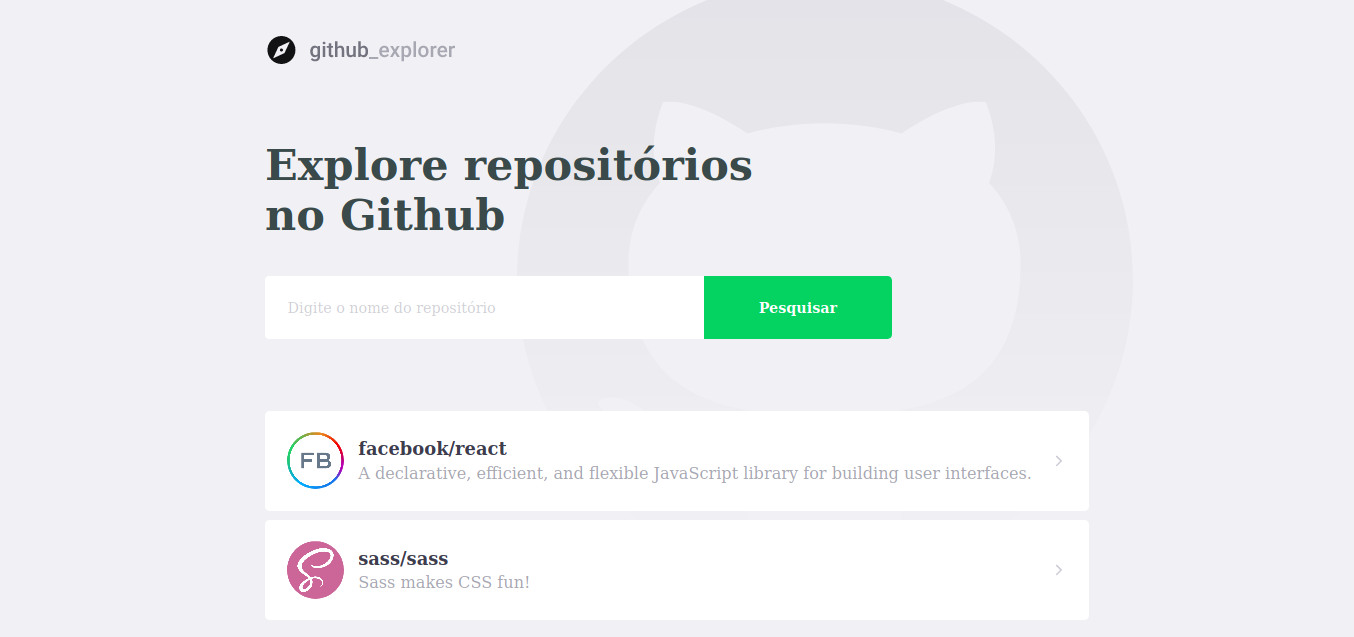 github_explorer
Explore repositórios
no Github
Digite o nome do repositório
Pesquisar
FB
facebook/react
A declarative, efficient, and flexible JavaScript library for building user interfaces.
sass/sass
Sass makes CSS fun!